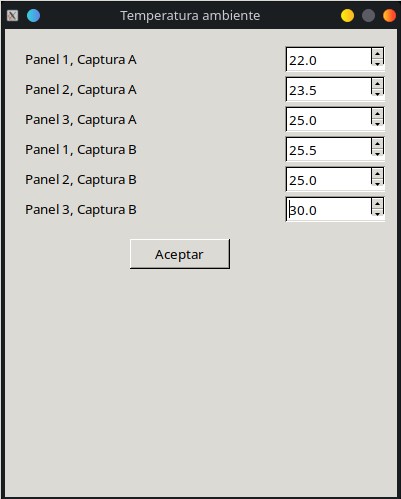 Temperatura ambiente
Panel 1, Captura A 22.0
Panel 2, Captura A 23.5
Panel 3, Captura A 25.0
Panel 1, Captura B 25.5
Panel 2, Captura B 25.0
Panel 3, Captura B 30.0
Aceptar